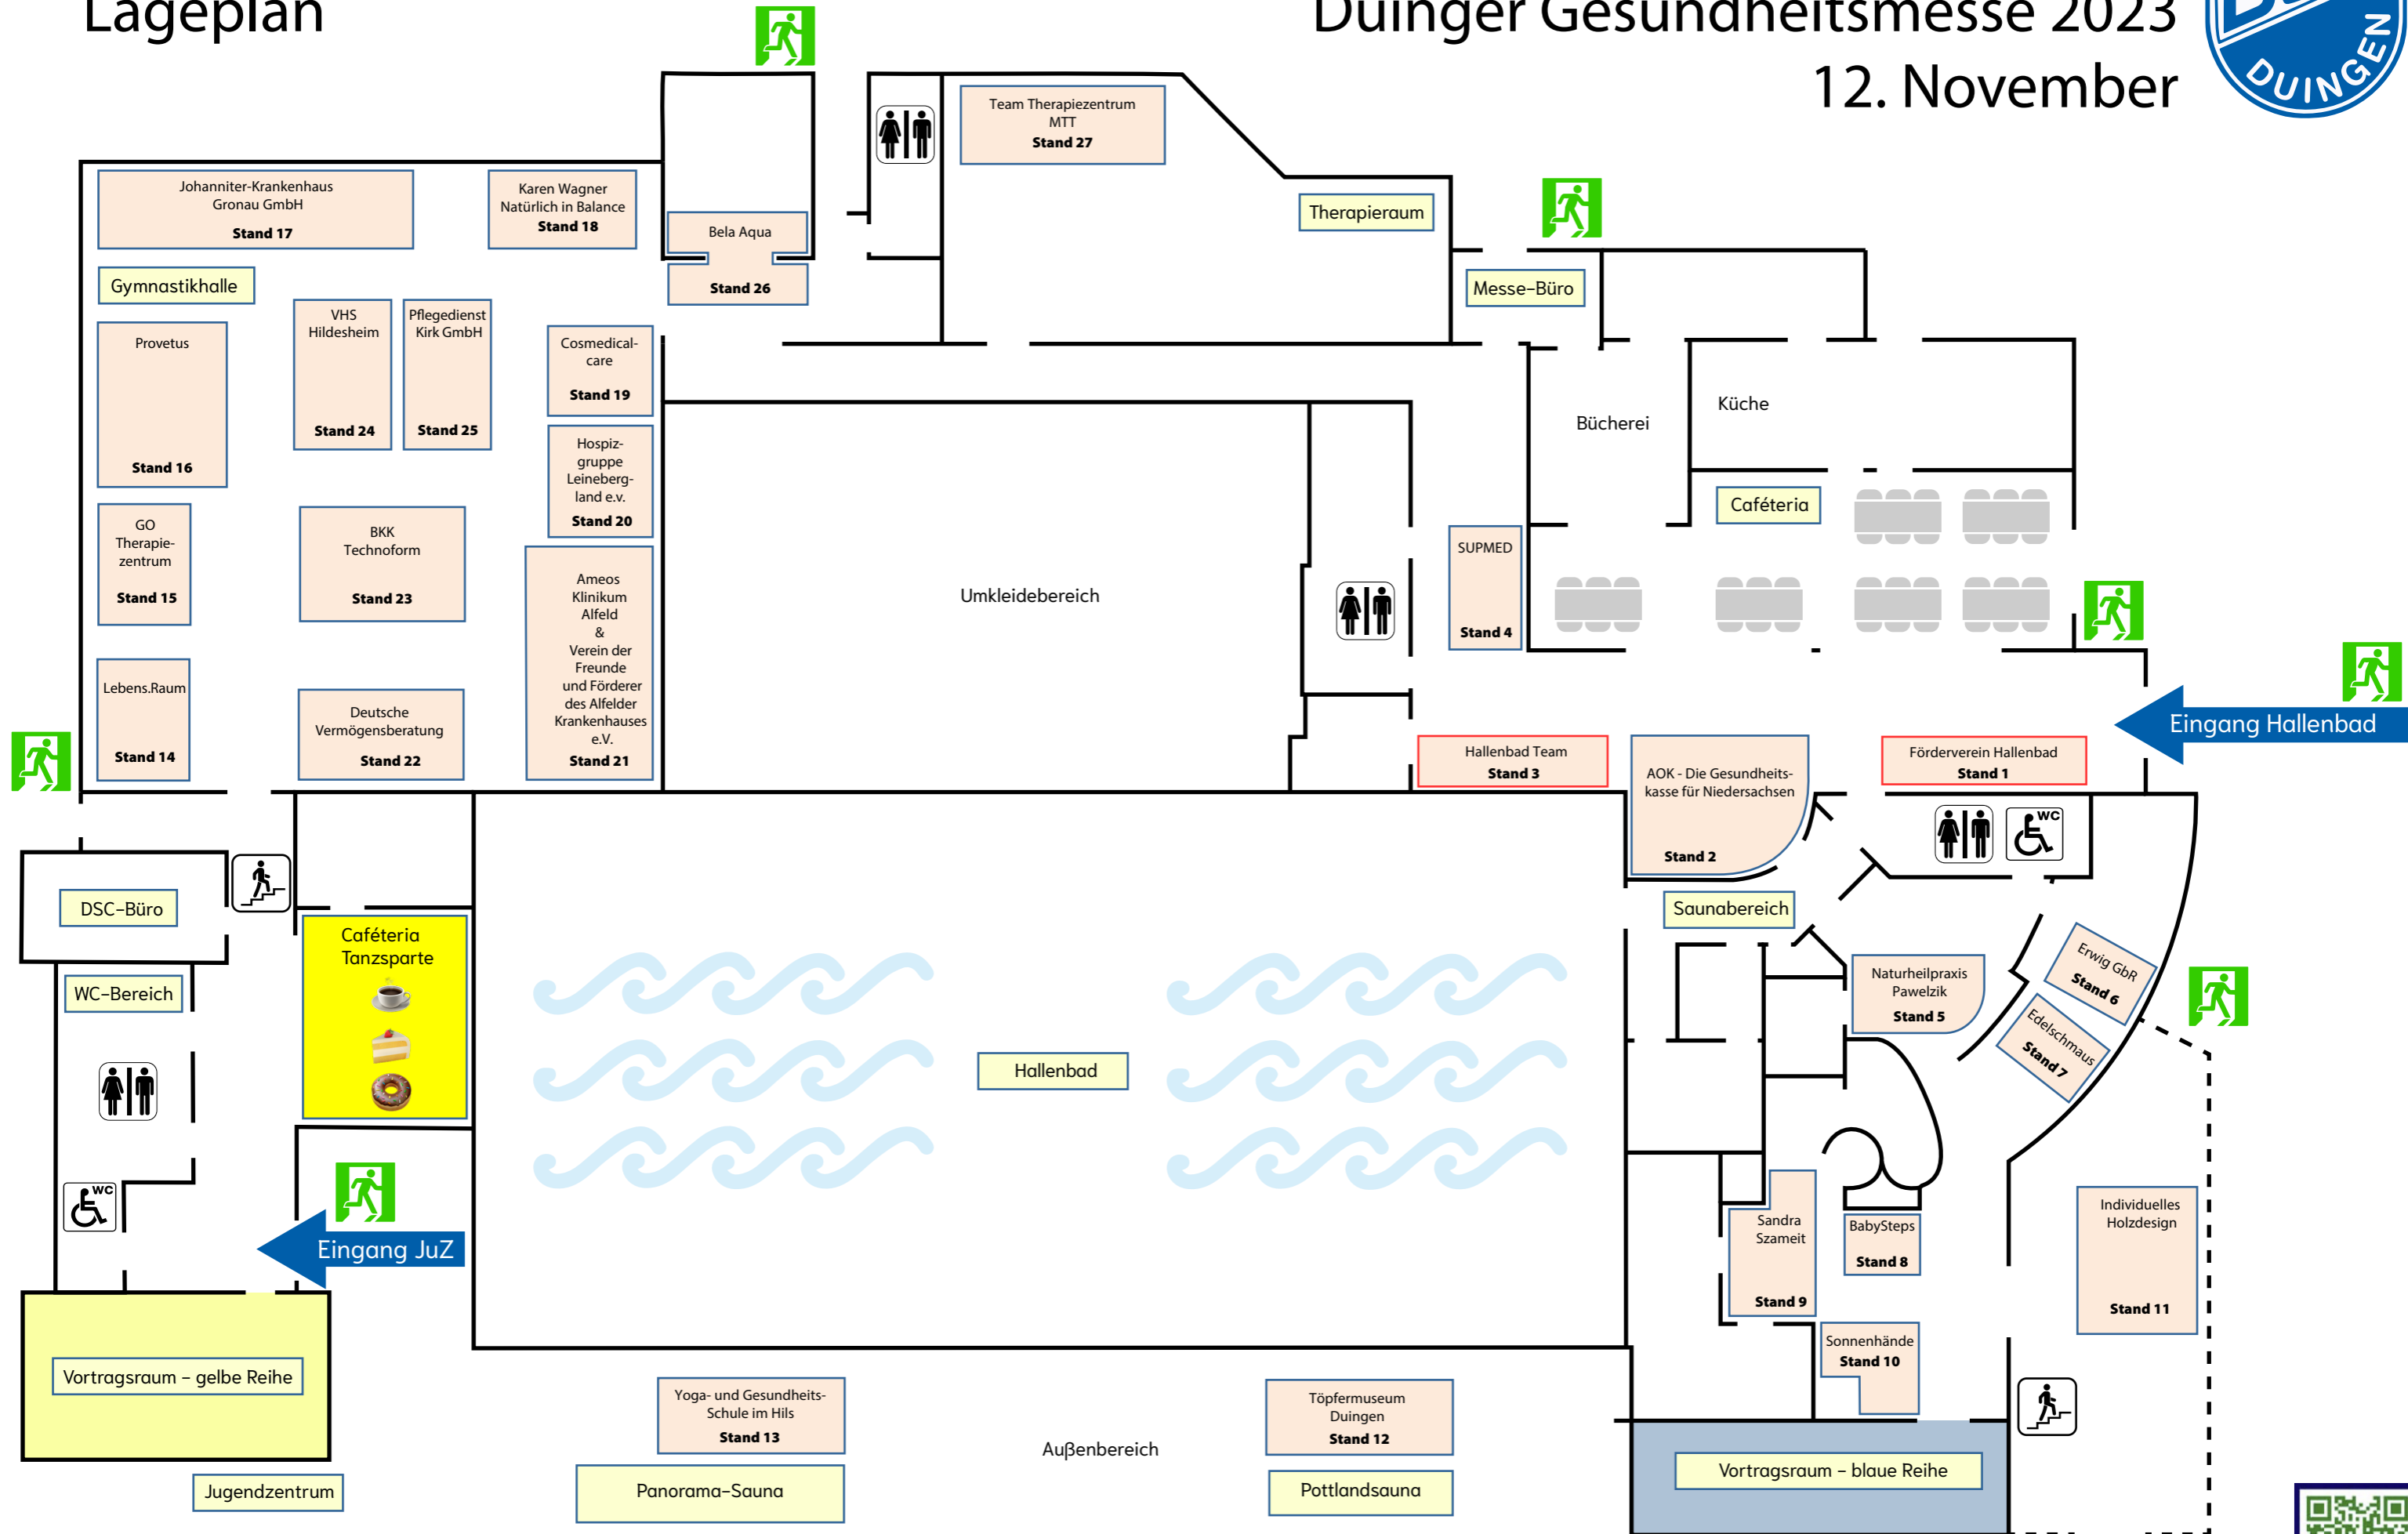 Lageplan
Duinger Gesundheitsmesse 2023
12. November
DUINGEN
Team Therapiezentrum
MTT
Stand 27
Johanniter-Krankenhaus
Gronau GmbH
Stand 17
Karen Wagner
Natürlich in Balance
Stand 18
Bela Aqua
Stand 26
Therapieraum
Gymnastikhalle
Messe-Büro
Provetus
Stand 16
VHS
Hildesheim
Stand 24
Pflegedienst
Kirk GmbH
Stand 25
Cosmedical-
care
Stand 19
Hospiz-
gruppe
Leineberg-
land e.v.
Stand 20
Bücherei
Küche
Caféteria
GO
Therapie-
zentrum
Stand 15
BKK
Technoform
Stand 23
Ameos
Klinikum
Alfeld
&
Verein der
Freunde
und Förderer
des Alfelder
Krankenhauses
e.V.
Stand 21
Umkleidebereich
SUPMED
Stand 4
Lebens.Raum
Stand 14
Deutsche
Vermögensberatung
Stand 22
Hallenbad Team
Stand 3
AOK - Die Gesundheits-
kasse für Niedersachsen
Stand 2
Förderverein Hallenbad
Stand 1
Eingang Hallenbad
WC
DSC-Büro
Saunabereich
Caféteria
Tanzsparte
WC-Bereich
Naturheilpraxis
Pawelzik
Stand 5
Erwig GbR
Stand 6
Edelschmaus
Stand 7
Hallenbad
WC
Eingang JuZ
Sandra
Szameit
Stand 9
BabySteps
Stand 8
Individuelles
Holzdesign
Stand 11
Sonnenhände
Stand 10
Vortragsraum - gelbe Reihe
Yoga- und Gesundheits-
Schule im Hils
Stand 13
Außenbereich
Töpfermuseum
Duingen
Stand 12
Vortragsraum - blaue Reihe
Jugendzentrum
Panorama-Sauna
Pottlandsauna